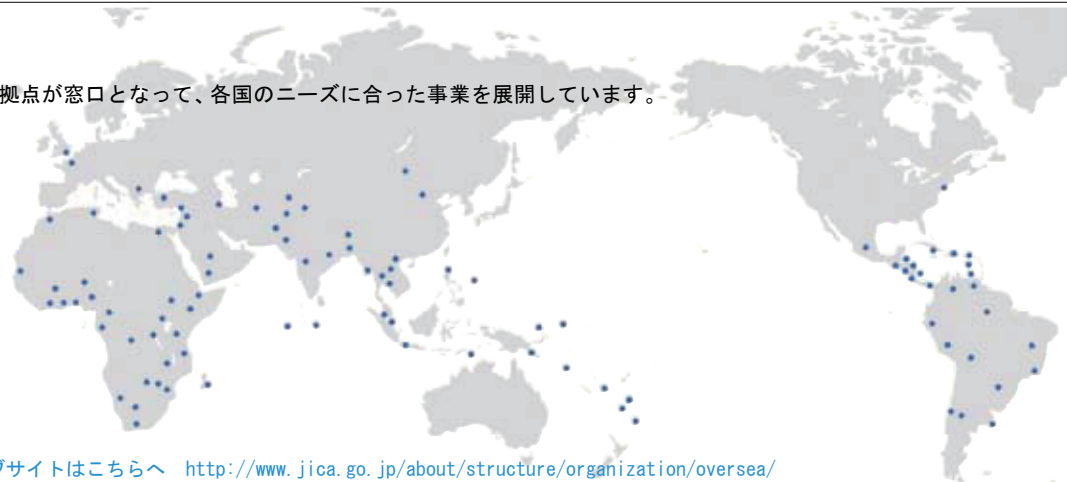 拠点が窓口となって、各国のニーズに合った事業を展開しています。
ブサイトはこちらへ http://www.jica.go.jp/about/structure/organization/oversea/